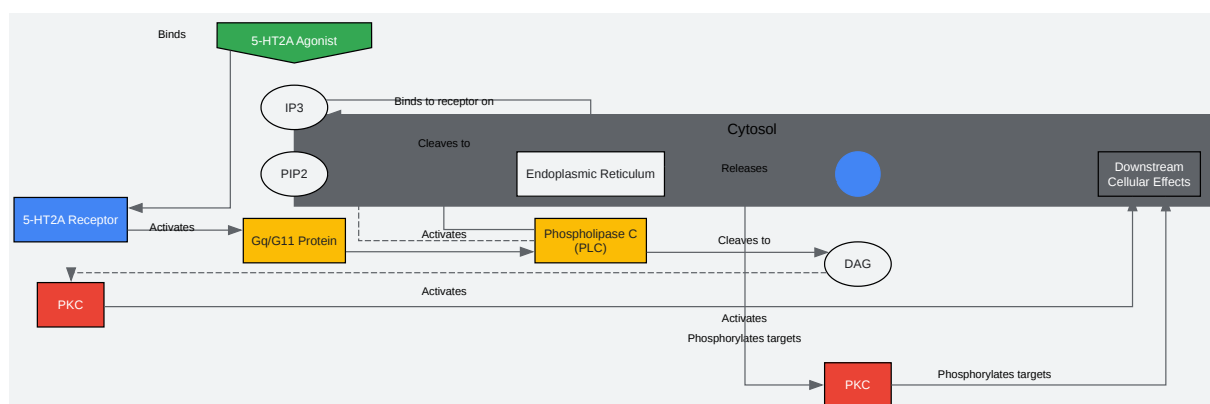 Binds
5-HT2A Agonist
IP3
Binds to receptor on
Cytosol
Cleaves to
PIP2
Endoplasmic Reticulum
Releases
Downstream
Cellular Effects
5-HT2A Receptor
Activates
Gq/G11 Protein
Activates
Phospholipase C
(PLC)
Cleaves to
DAG
PKC
Activates
Activates
Phosphorylates targets
PKC
Phosphorylates targets